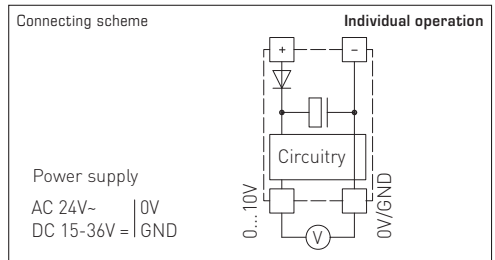 Connecting scheme
Individual operation
+ −
Circuitry
Power supply
AC 24V~ 0V
DC 15-36V = GND
0...10V
0V/GND
V